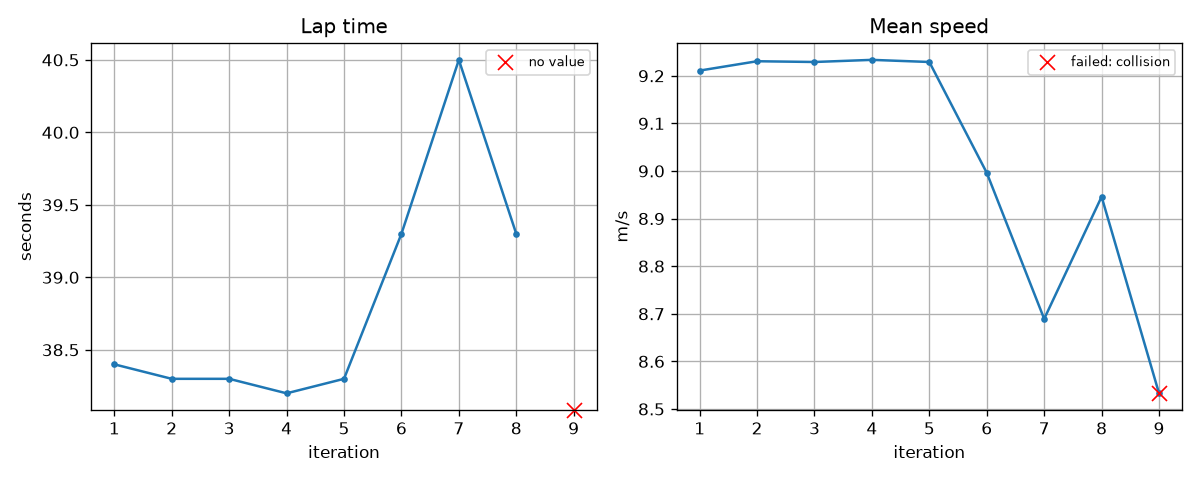 Lap time
40.5
40.0
39.5
39.0
38.5
seconds
no value
1 2 3 4 5 6 7 8 9
iteration
Mean speed
9.2
9.1
9.0
8.9
8.8
8.7
8.6
8.5
m/s
failed: collision
1 2 3 4 5 6 7 8 9
iteration